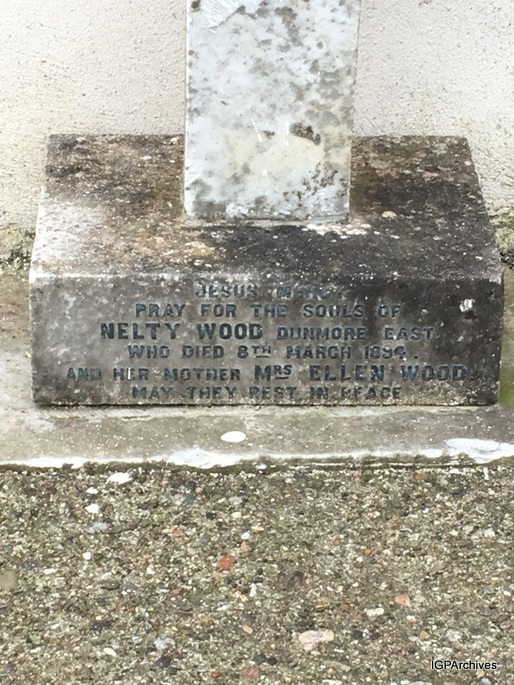 JESUS MERCY
PRAY FOR THE SOULS OF
NELTY WOOD DUNMORE EAST
WHO DIED 8TH MARCH 1894.
AND HER MOTHER MRS ELLEN WOOD
MAY THEY REST IN PEACE
IGPArchives